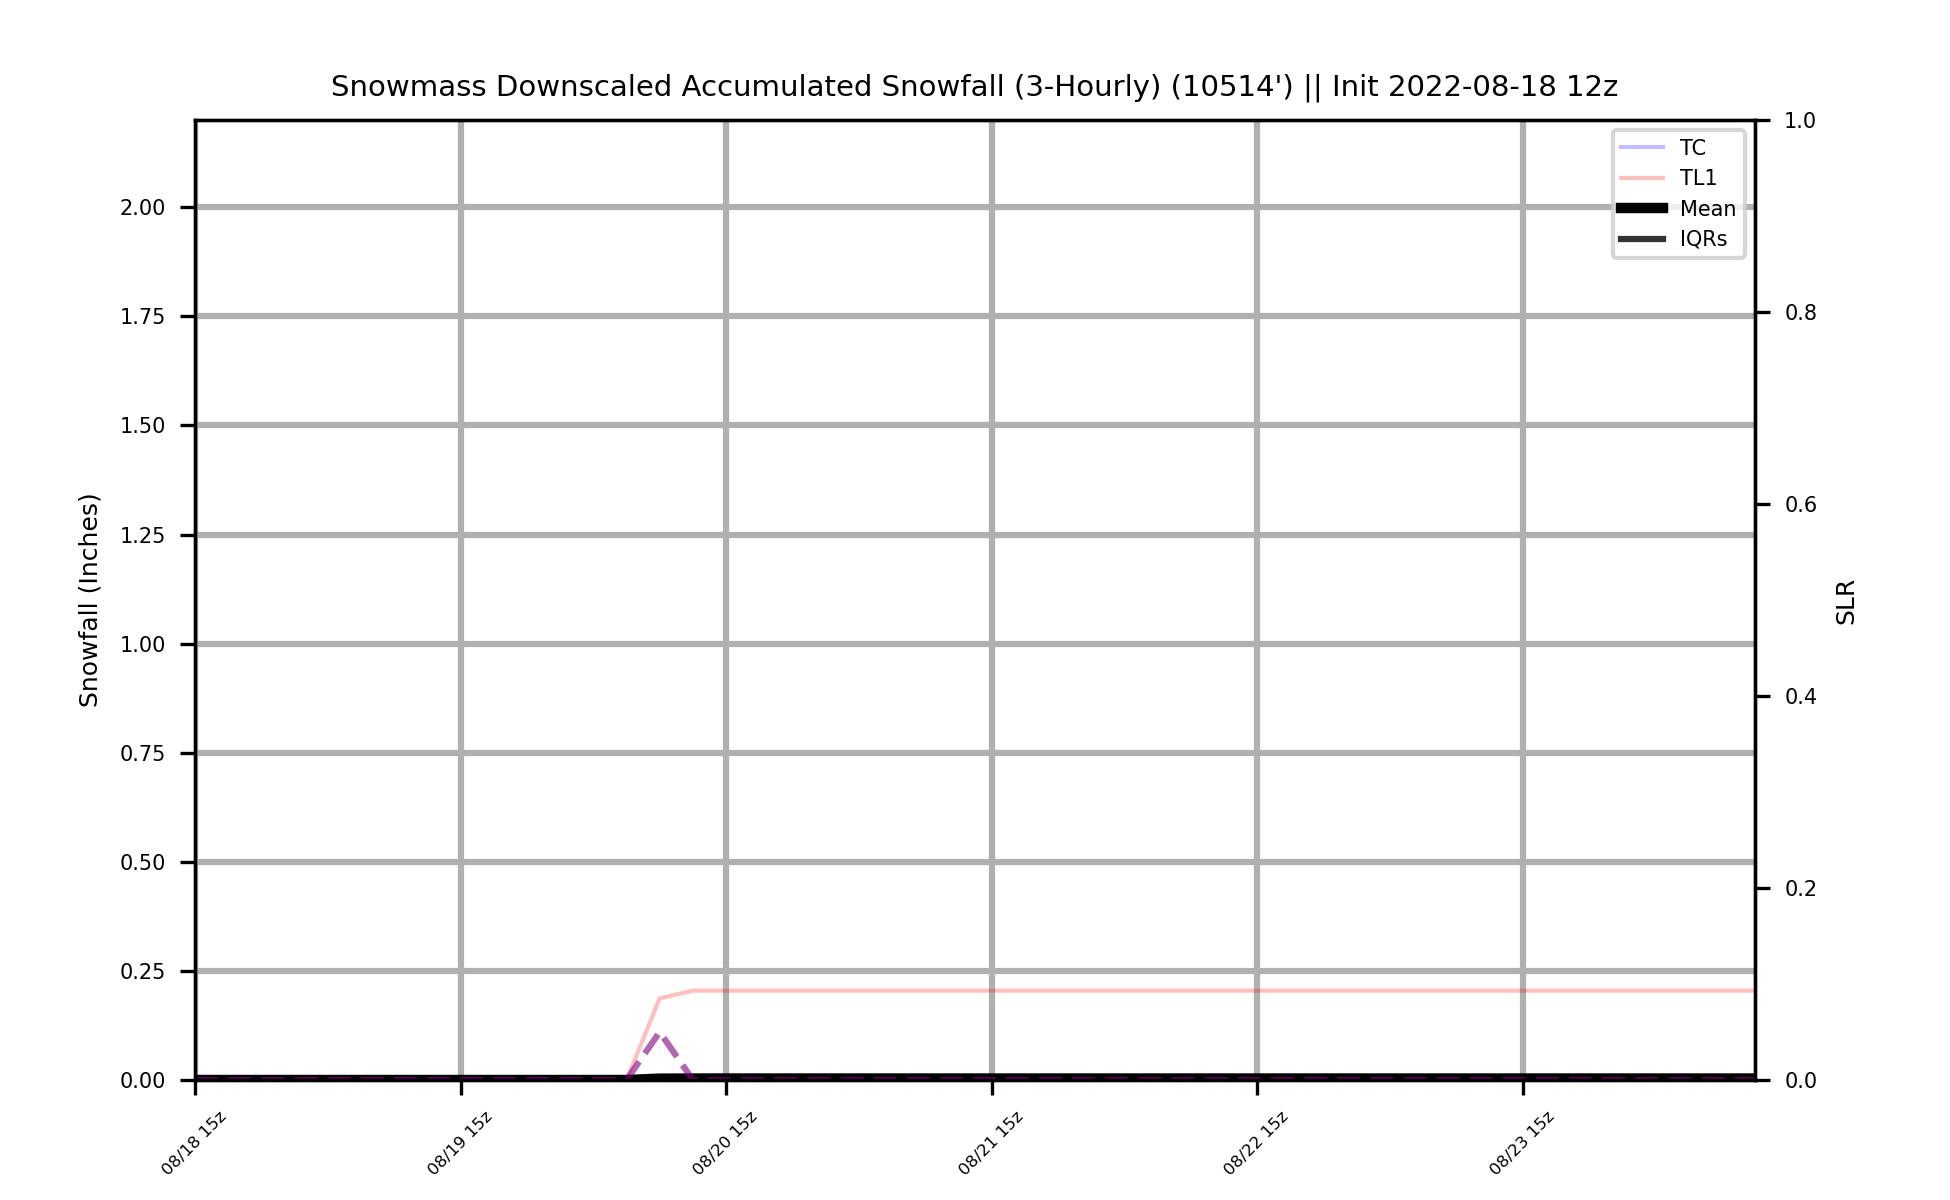 Snowmass Downscaled Accumulated Snowfall (3-Hourly) (10514') || Init 2022-08-18 12z
TC
TL1
Mean
IQRs
Snowfall (Inches)
2.00
1.75
1.50
1.25
1.00
0.75
0.50
0.25
0.00
1.0
0.8
0.6
0.4
0.2
0.0
SLR
08/18 15z
08/19 15z
08/20 15z
08/21 15z
08/22 15z
08/23 15z